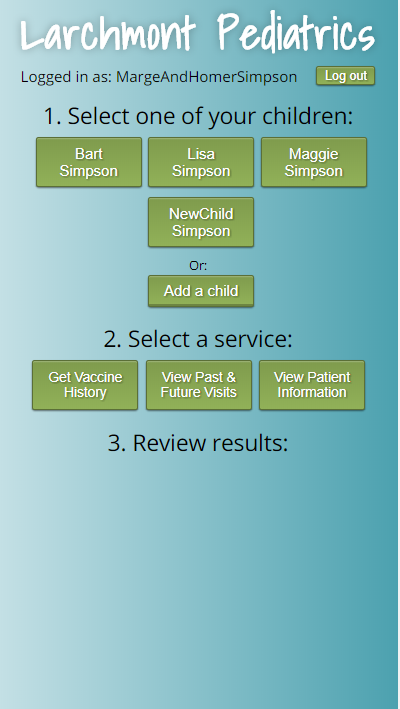 Larchmont Pediatrics
Logged in as: MargeAndHomerSimpson Log out
1. Select one of your children:
Bart
Simpson
Lisa
Simpson
Maggie
Simpson
NewChild
Simpson
Or:
Add a child
2. Select a service:
Get Vaccine
History
View Past &
Future Visits
View Patient
Information
3. Review results: